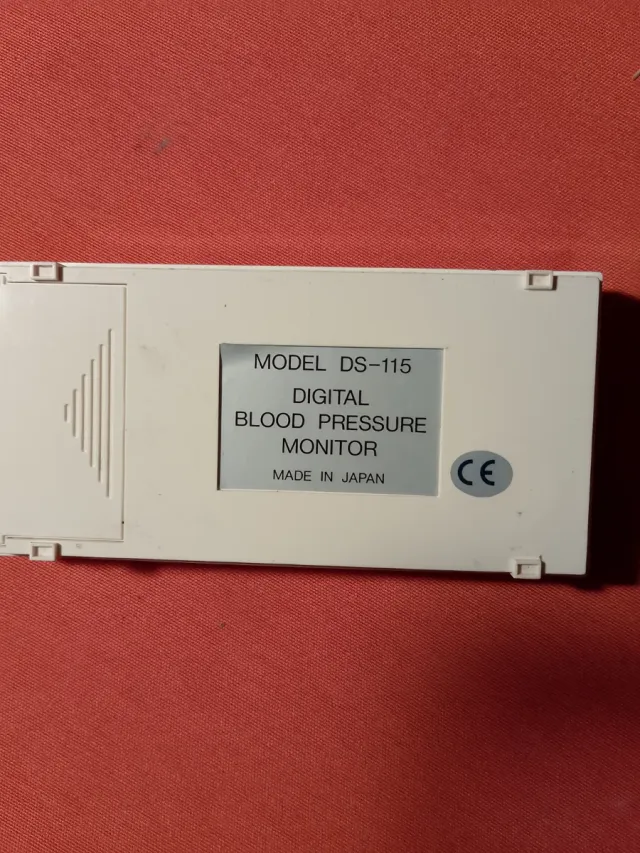 MODEL DS-115
DIGITAL
BLOOD PRESSURE
MONITOR
MADE IN JAPAN
CE